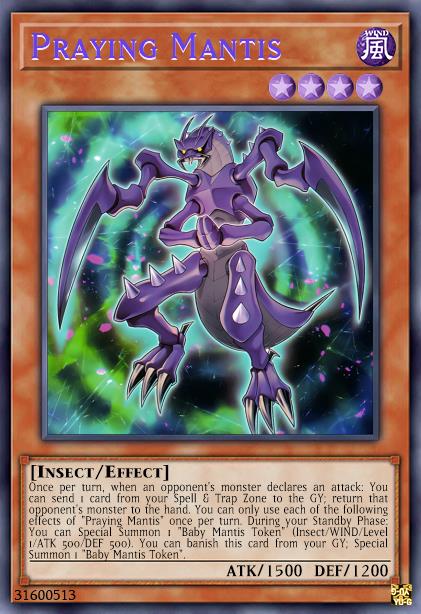 PRAYING MANTIS
WIND
風
[INSECT/EFFECT]
Once per turn, when an opponent's monster declares an attack: You
can send 1 card from your Spell & Trap Zone to the GY; return that
opponent's monster to the hand. You can only use each of the following
effects of "Praying Mantis" once per turn. During your Standby Phase:
You can Special Summon 1 "Baby Mantis Token" (Insect/WIND/Level
1/ATK 500/DEF 500). You can banish this card from your GY; Special
Summon 1 "Baby Mantis Token".
ATK/1500 DEF/1200
31600513